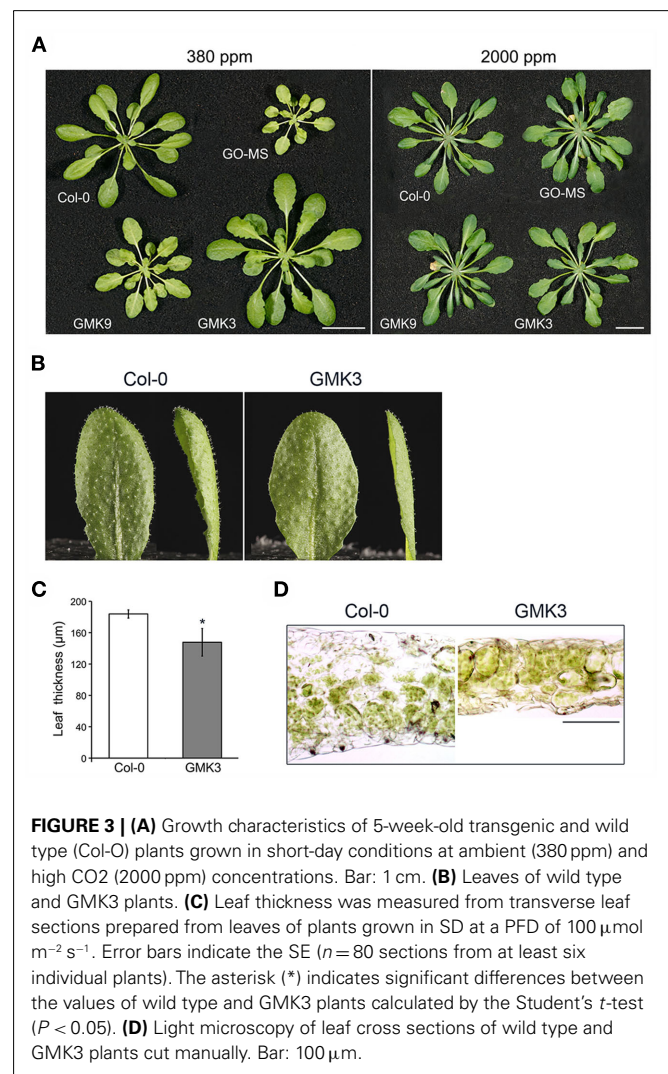 A
380 ppm
2000 ppm
GO-MS
Col-0
GMK9
GMK3
Col-0
GO-MS
GMK9
GMK3
B
Col-0
GMK3
C
Leaf thickness (µm)
200
160
120
80
40
0
*
Col-0
GMK3
D
Col-0
GMK3
FIGURE 3 | (A) Growth characteristics of 5-week-old transgenic and wild
type (Col-O) plants grown in short-day conditions at ambient (380 ppm) and
high CO2 (2000 ppm) concentrations. Bar: 1 cm. (B) Leaves of wild type
and GMK3 plants. (C) Leaf thickness was measured from transverse leaf
sections prepared from leaves of plants grown in SD at a PFD of 100 µmol
m−2 s−1. Error bars indicate the SE (n = 80 sections from at least six
individual plants). The asterisk (*) indicates significant differences between
the values of wild type and GMK3 plants calculated by the Student's t-test
(P < 0.05). (D) Light microscopy of leaf cross sections of wild type and
GMK3 plants cut manually. Bar: 100 µm.